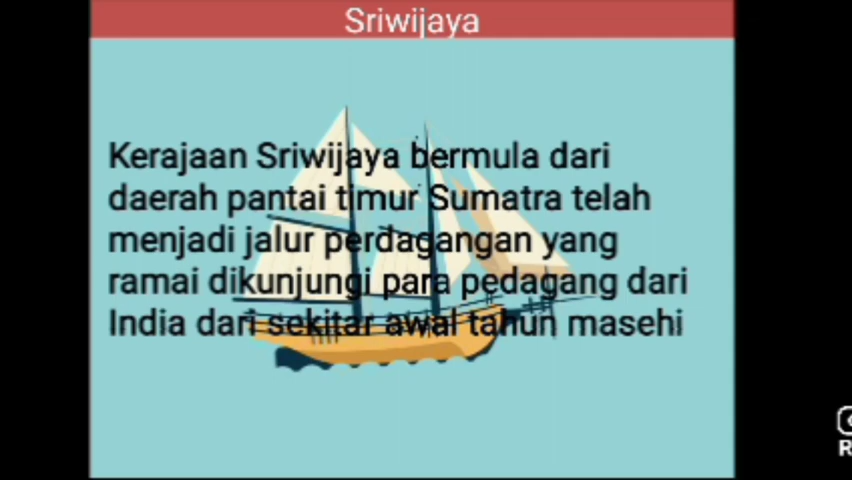 Sriwijaya
Kerajaan Sriwijaya bermula dari
daerah pantai timur Sumatra telah
menjadi jalur perdagangan yang
ramai dikunjungi para pedagang dari
India dari sekitar awal tahun masehi
R